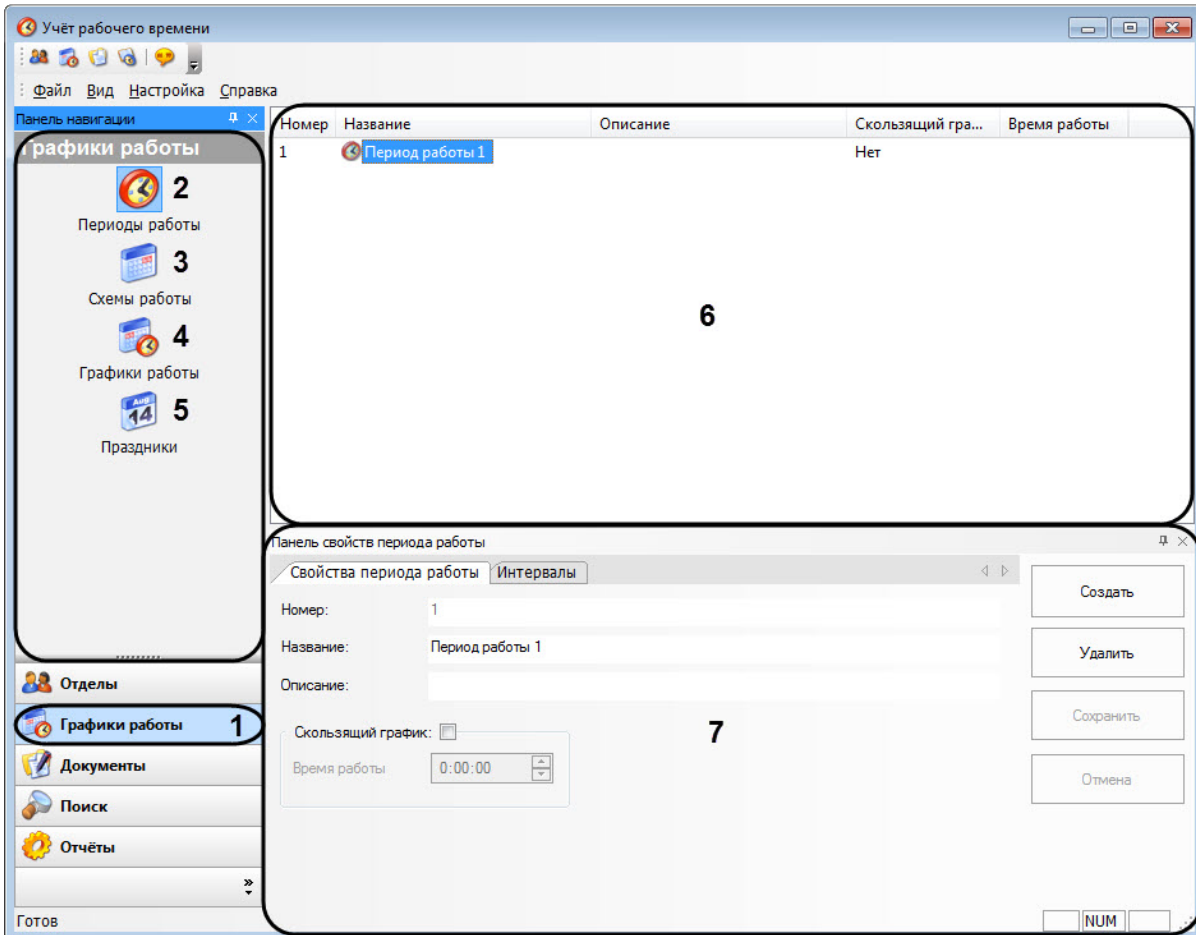 Учёт рабочего времени
Файл Вид Настройка Справка
Панель навигации
Графики работы
2
Периоды работы
3
Схемы работы
4
Графики работы
Aug
14 5
Праздники
Отделы
Графики работы 1
Документы
Поиск
Отчёты
Готов
Номер Название Описание Скользящий гра... Время работы
1 Период работы 1 Нет
6
Панель свойств периода работы
Свойства периода работы Интервалы
Номер: 1
Название: Период работы 1
Описание:
Скользящий график:
Время работы 0:00:00
7
Создать
Удалить
Сохранить
Отмена
NUM